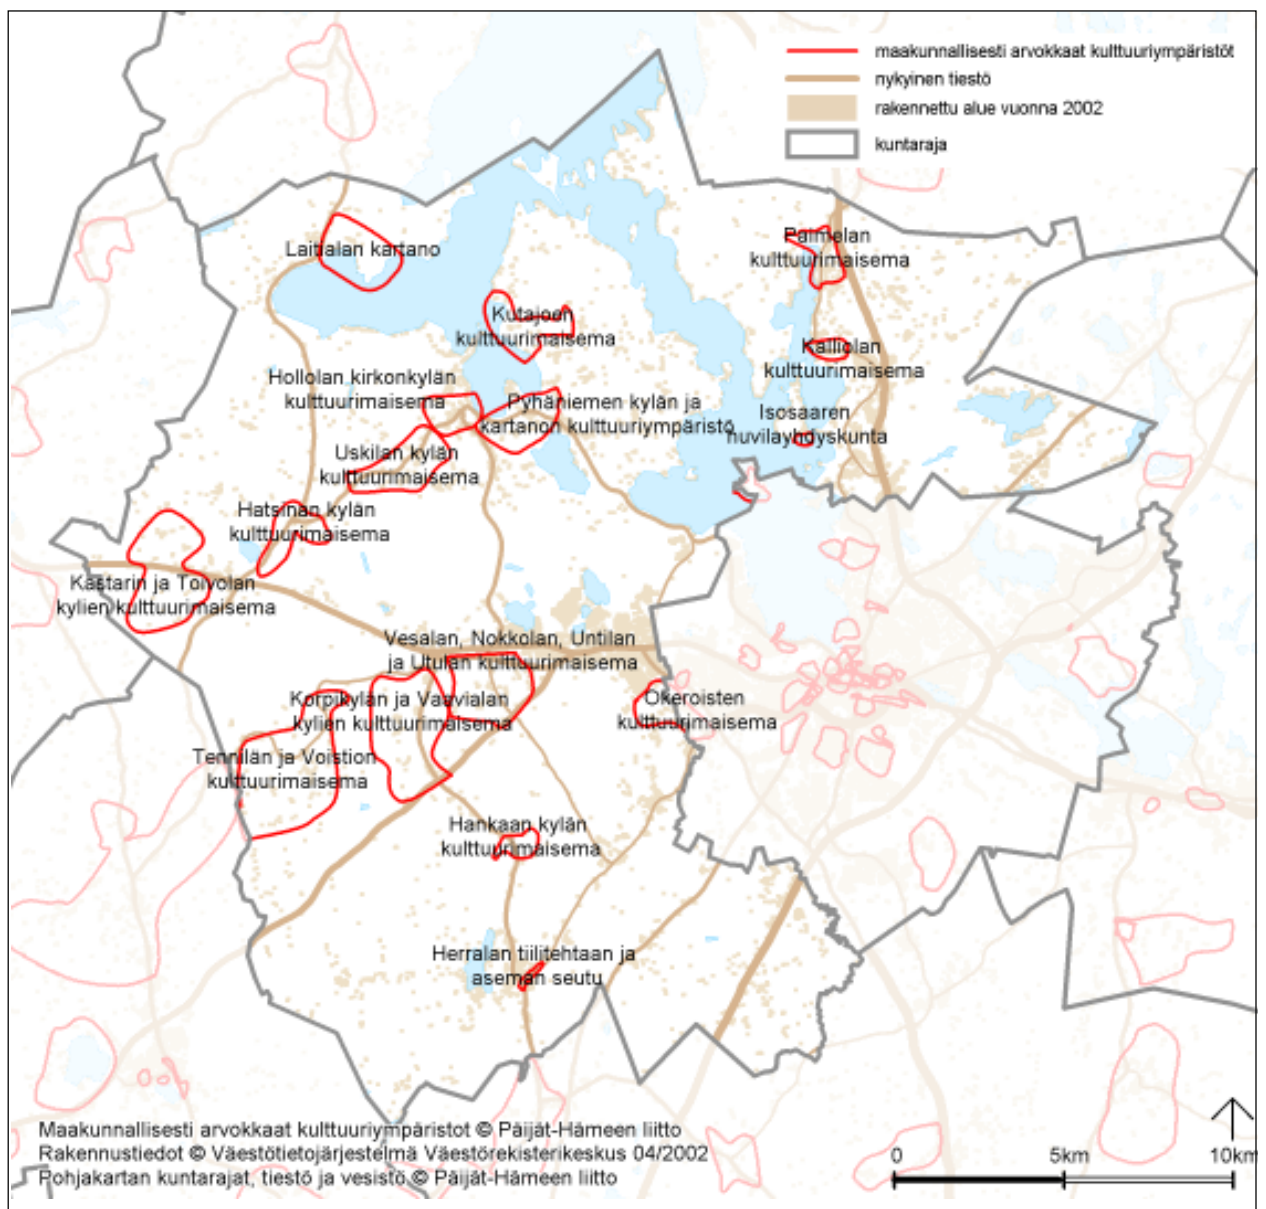 maakunnallisesti arvokkaat kulttuuriympäristöt
nykyinen tiestö
rakennettu alue vuonna 2002
kuntaraja
Laitialan kartano
Paimelan
kulttuurimaisema
Kutajoen
kulttuurimaisema
Kalliolan
kulttuurimaisema
Hollolan kirkonkylän
kulttuurimaisema
Pyhäniemen kylän ja
kartanon kulttuuriympäristö
Isosaaren
huvilayhdyskunta
Uskilan kylän
kulttuurimaisema
Hatsinan kylän
kulttuurimaisema
Kastarin ja Toivolan
kylien kulttuurimaisema
Vesalan, Nokkolan, Untilan
ja Utulan kulttuurimaisema
Korpikylän ja Vaavialan
kylien kulttuurimaisema
Okeroisten
kulttuurimaisema
Tennilän ja Voistion
kulttuurimaisema
Hankaan kylän
kulttuurimaisema
Herralan tiilitehtaan ja
aseman seutu
Maakunnallisesti arvokkaat kulttuuriympäristot © Päijät-Hämeen liitto
Rakennustiedot © Väestötietojärjestelmä Väestörekisterikeskus 04/2002
Pohjakartan kuntarajat, tiestö ja vesistö © Päijät-Hämeen liitto
0 5km 10km